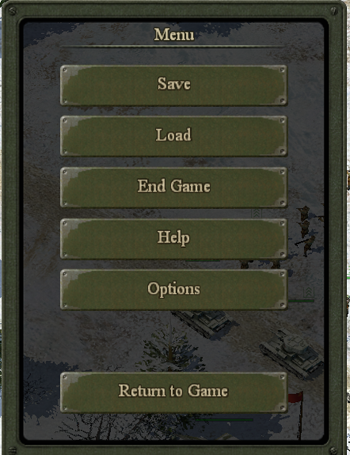 Menu
Save
Load
End Game
Help
Options
Return to Game